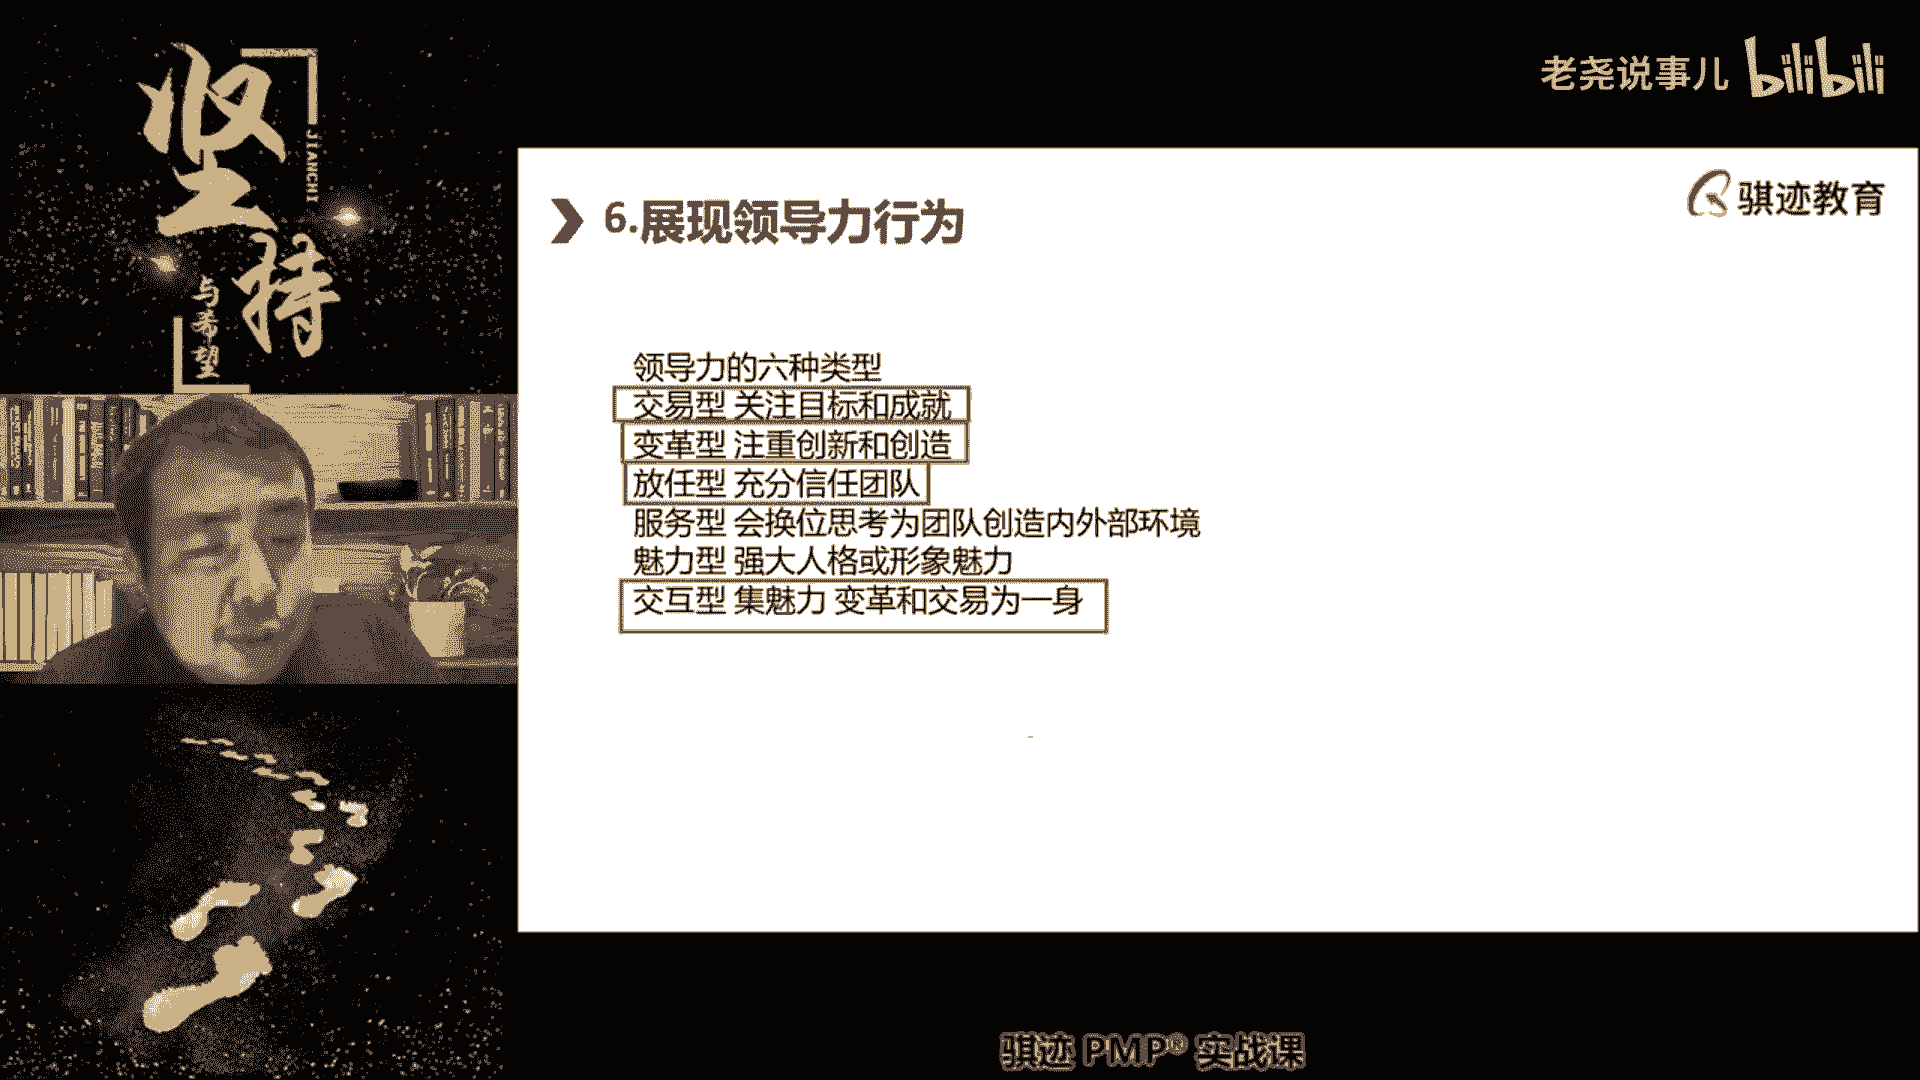 坚持
JIANCHI
与希望
老尧说事儿 bilibili
骐迹教育
6.展现领导力行为
领导力的六种类型
交易型 关注目标和成就
变革型 注重创新和创造
放任型 充分信任团队
服务型 会换位思考为团队创造内外部环境
魅力型 强大人格或形象魅力
交互型 集魅力 变革和交易为一身
骐迹 PMP® 实战课